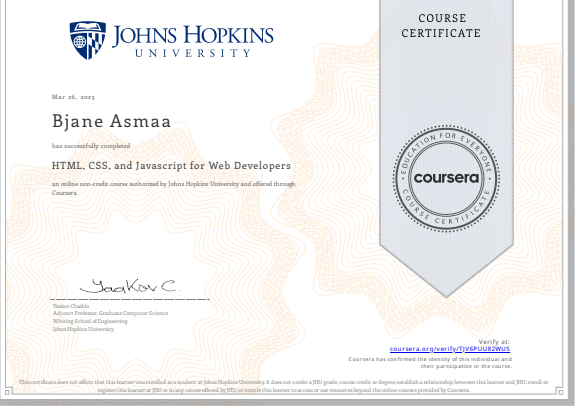 JOHNS HOPKINS
UNIVERSITY
COURSE
CERTIFICATE
Mar 26, 2023
Bjane Asmaa
has successfully completed
HTML, CSS, and Javascript for Web Developers
an online non-credit course authorized by Johns Hopkins University and offered through
Coursera
EDUCATION FOR EVERYONE
coursera
COURSE CERTIFICATE
Yaakov C.
Yaakov Chaikin
Adjunct Professor, Graduate Computer Science
Whiting School of Engineering
Johns Hopkins University
Verify at:
coursera.org/verify/TJV6PUU82WUS
Coursera has confirmed the identity of this individual and
their participation in the course.
This certificate does not affirm that this learner was enrolled as a student at Johns Hopkins University. It does not confer a JHU grade, course credit or degree, establish a relationship between this learner and JHU, enroll or
register this learner at JHU or in any course offered by JHU, or entitle this learner to access or use resources beyond the online courses provided by Coursera.